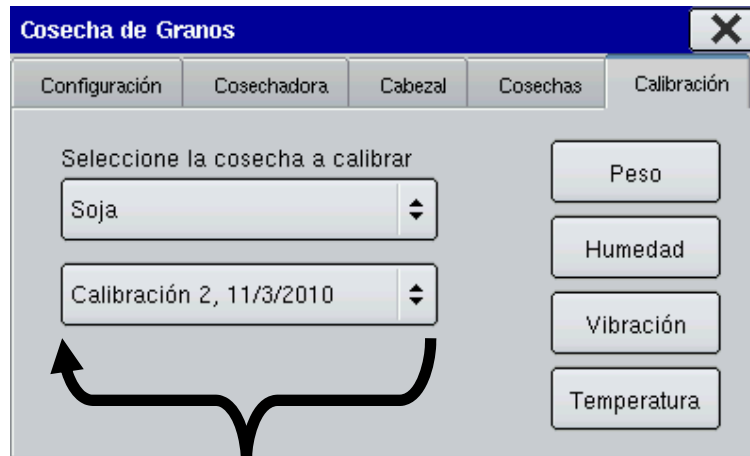 Cosecha de Granos
Configuración
Cosechadora
Cabezal
Cosechas
Calibración
Seleccione la cosecha a calibrar
Soja
Calibración 2, 11/3/2010
Peso
Humedad
Vibración
Temperatura